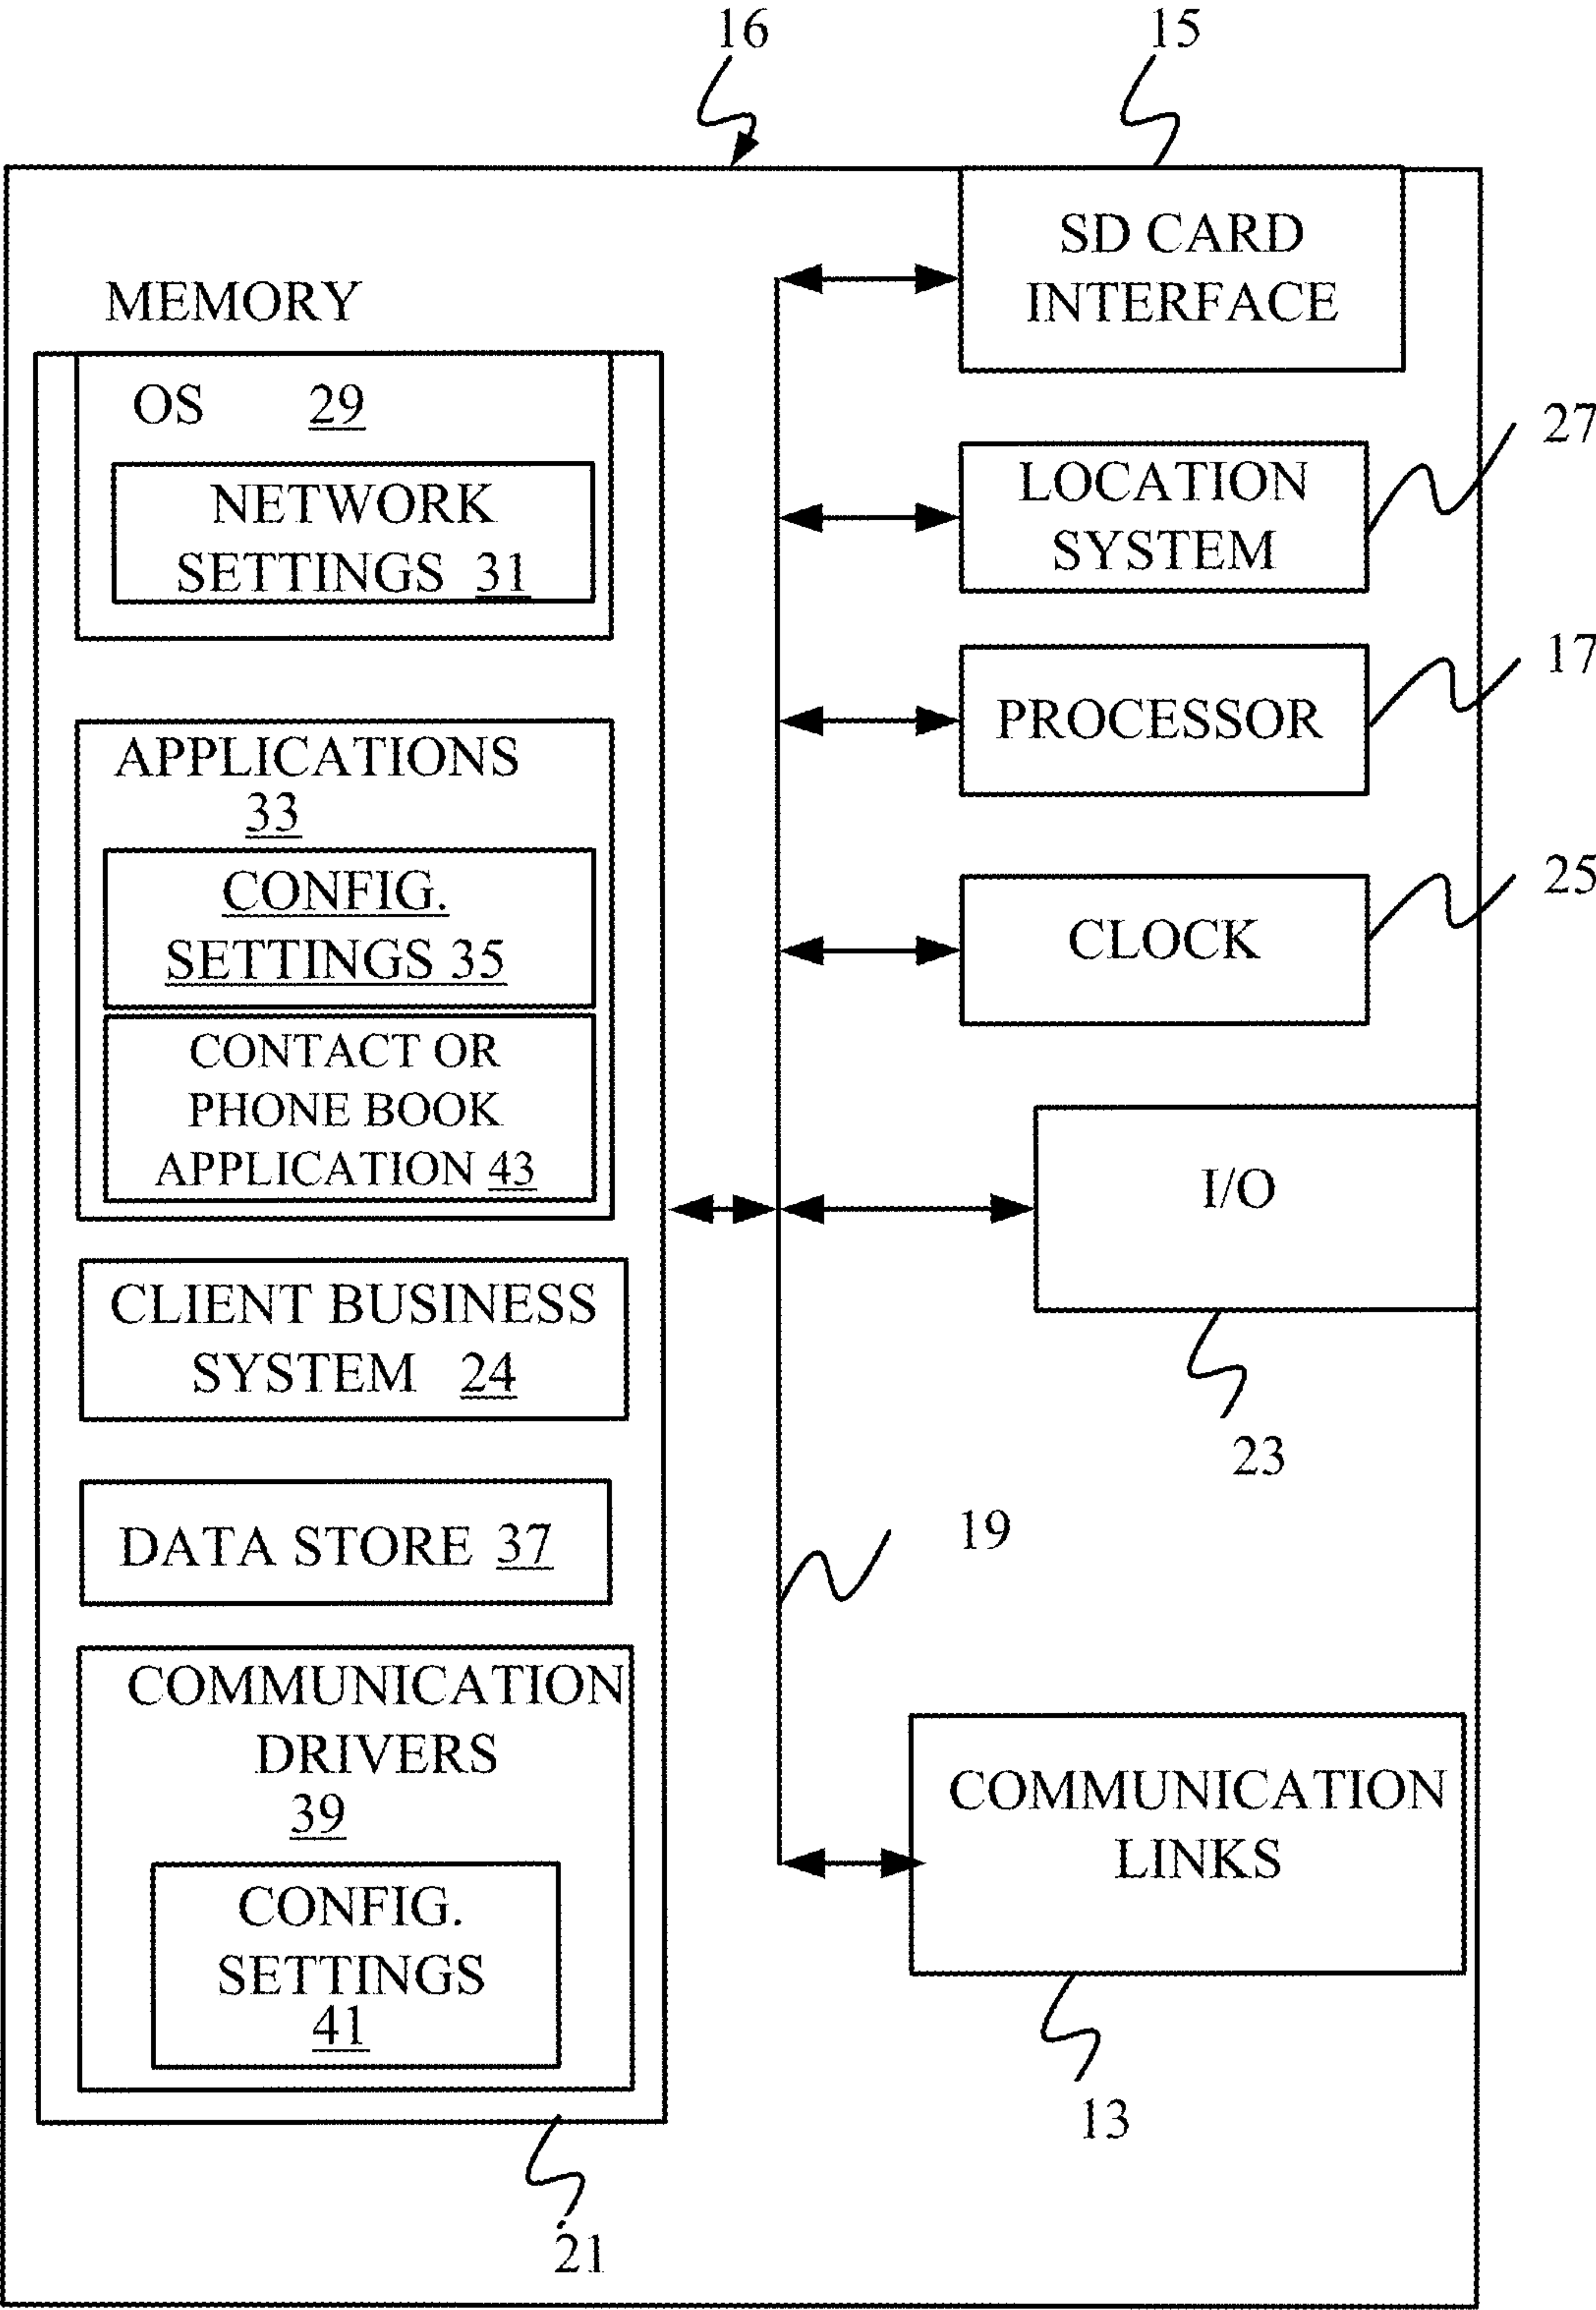 16
15
SD CARD
INTERFACE
MEMORY
OS 29
NETWORK
SETTINGS 31
27
LOCATION
SYSTEM
17
PROCESSOR
APPLICATIONS
33
CONFIG.
SETTINGS 35
25
CLOCK
CONTACT OR
PHONE BOOK
APPLICATION 43
I/O
23
CLIENT BUSINESS
SYSTEM 24
19
DATA STORE 37
COMMUNICATION
DRIVERS
39
CONFIG.
SETTINGS
41
COMMUNICATION
LINKS
13
21